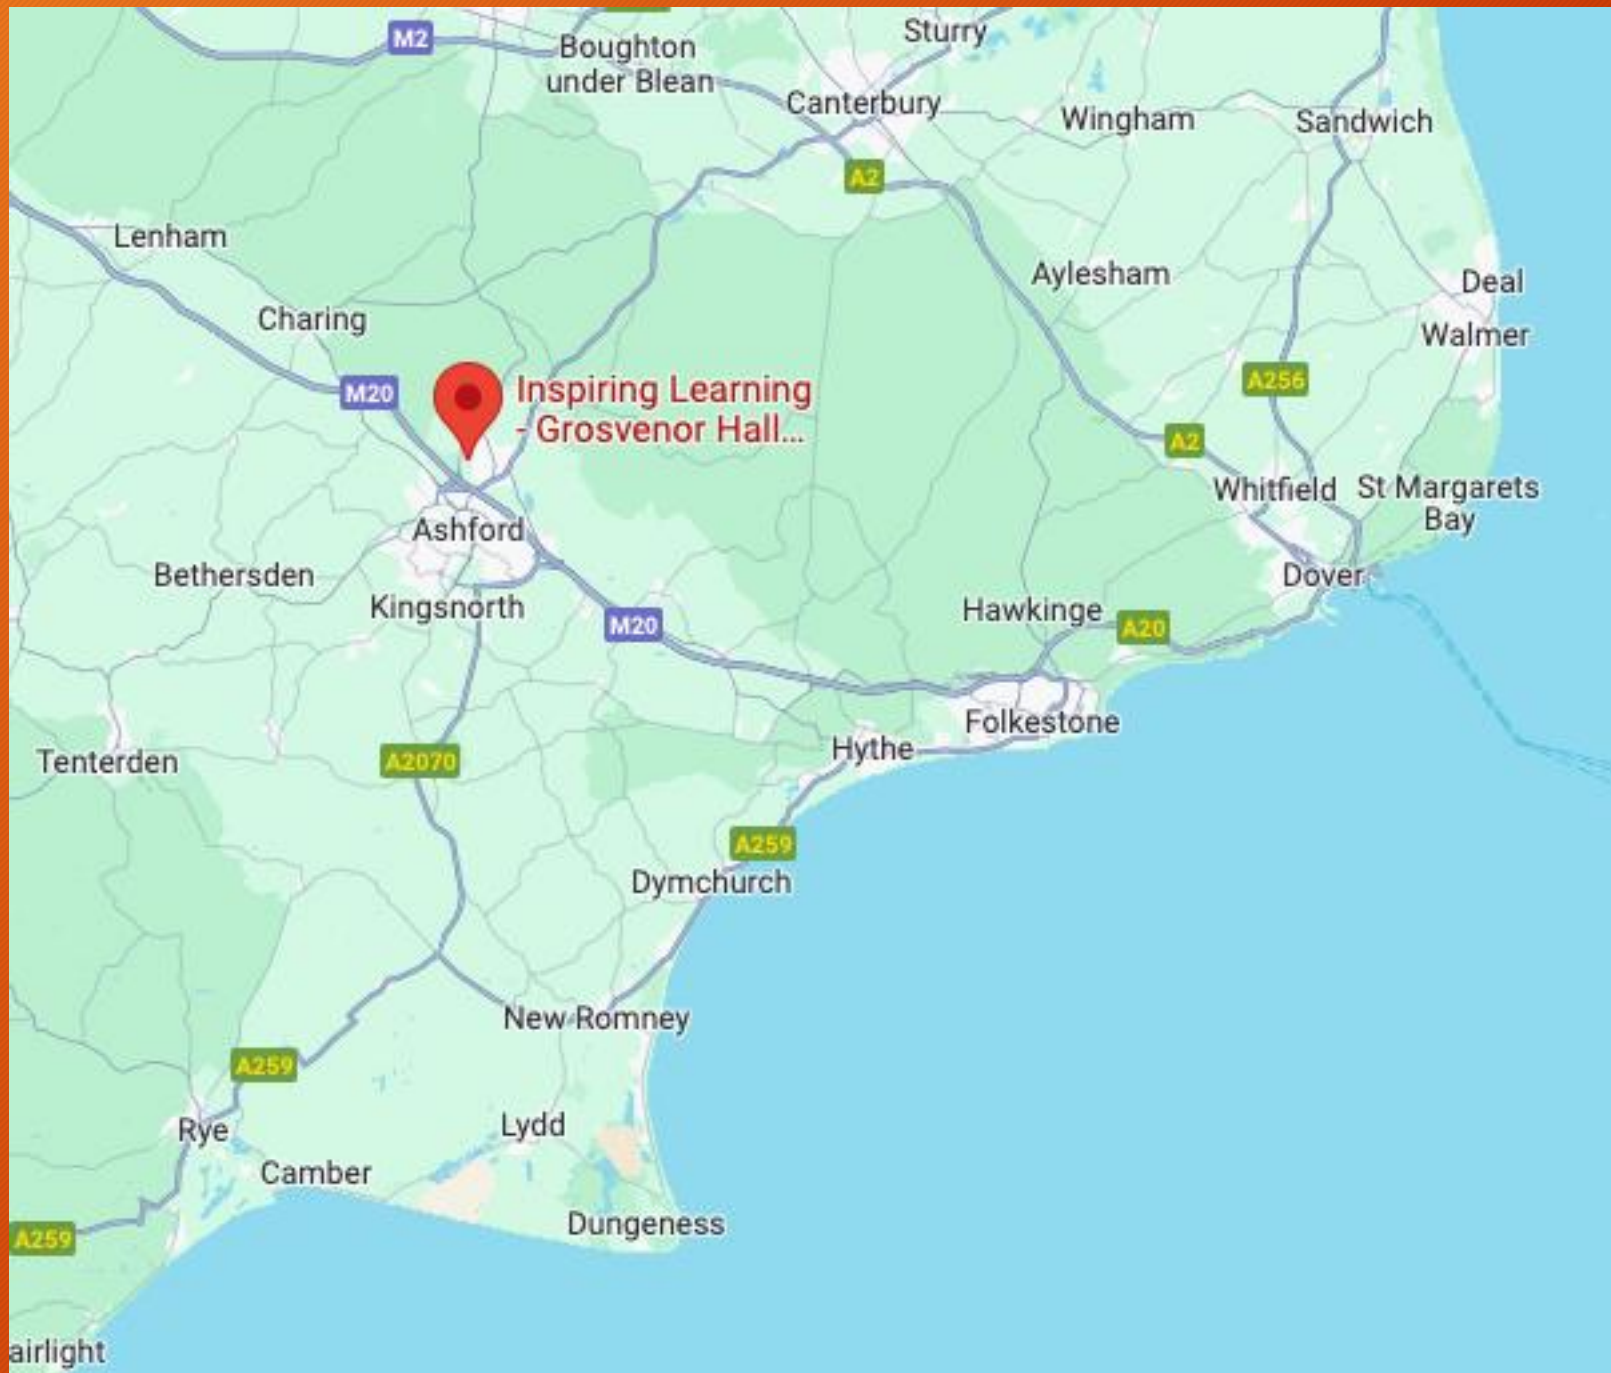 Sturry
M2
Boughton
under Blean
Canterbury
Wingham
Sandwich
A2
Lenham
Aylesham
Deal
Charing
Walmer
M20
Inspiring Learning
- Grosvenor Hall...
A256
A2
Whitfield
St Margarets
Bay
Ashford
Bethersden
Dover
Kingsnorth
M20
Hawkinge
A20
Folkestone
Hythe
Tenterden
A2070
A259
Dymchurch
New Romney
A259
Rye
Lydd
Camber
Dungeness
A259
airlight